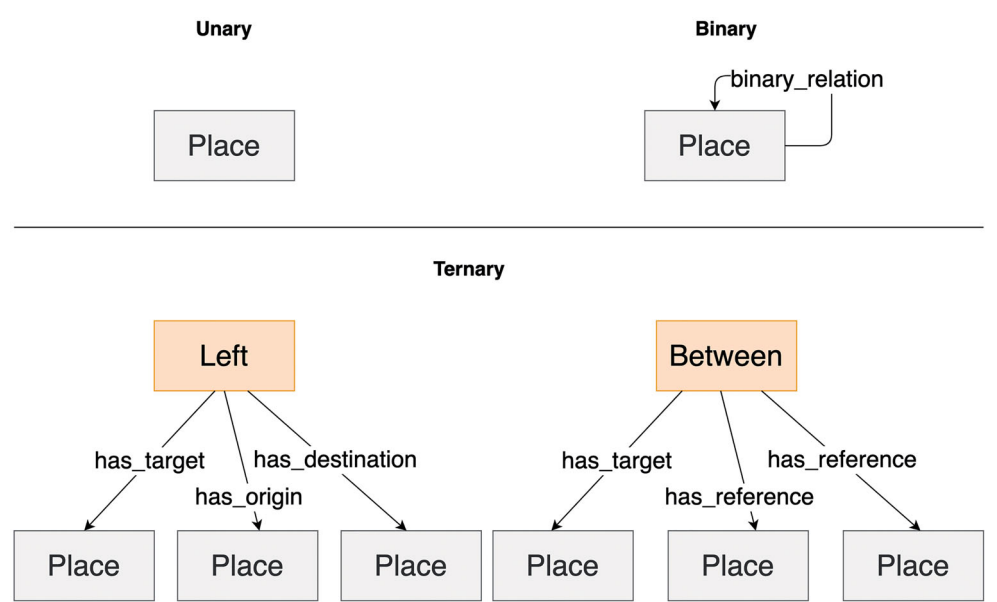 Unary
Binary
binary_relation
Place
Place
Ternary
Left
Between
has_target
has_destination
has_target
has_reference
has_origin
has_reference
Place
Place
Place
Place
Place
Place